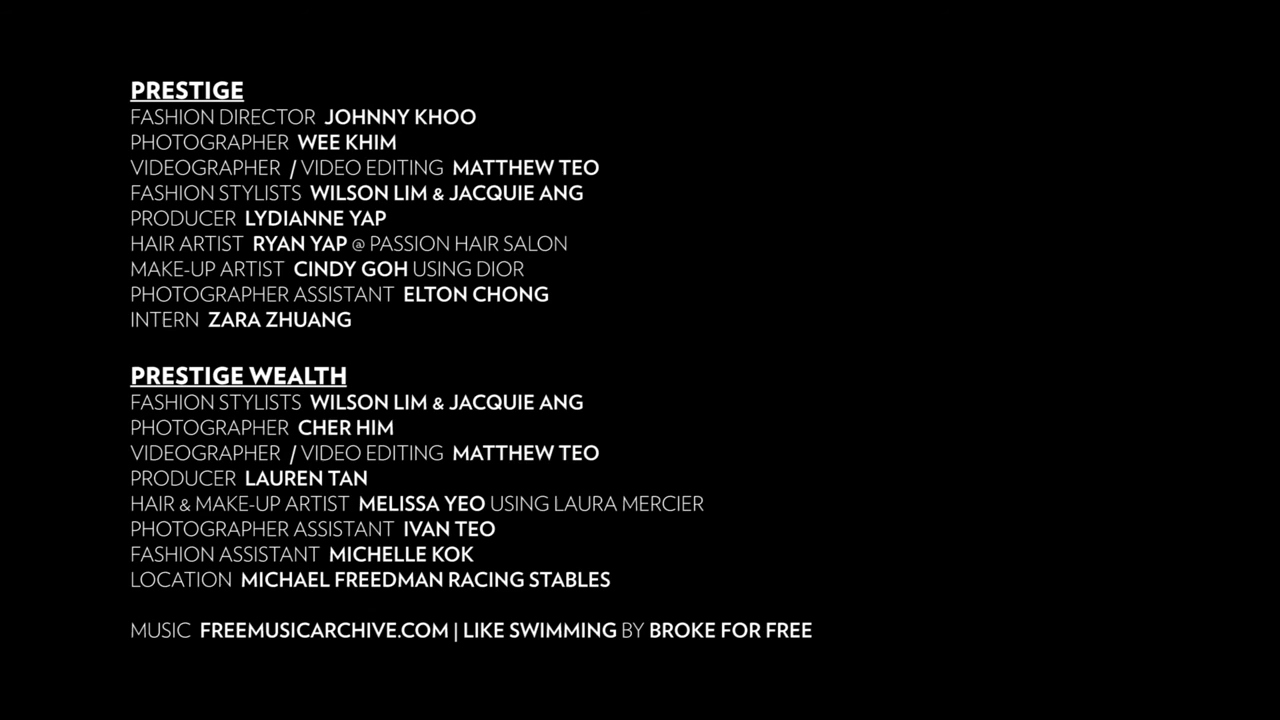 PRESTIGE
FASHION DIRECTOR JOHNNY KHOO
PHOTOGRAPHER WEE KHIM
VIDEOGRAPHER / VIDEO EDITING MATTHEW TEO
FASHION STYLISTS WILSON LIM & JACQUIE ANG
PRODUCER LYDIANNE YAP
HAIR ARTIST RYAN YAP @ PASSION HAIR SALON
MAKE-UP ARTIST CINDY GOH USING DIOR
PHOTOGRAPHER ASSISTANT ELTON CHONG
INTERN ZARA ZHUANG
PRESTIGE WEALTH
FASHION STYLISTS WILSON LIM & JACQUIE ANG
PHOTOGRAPHER CHER HIM
VIDEOGRAPHER / VIDEO EDITING MATTHEW TEO
PRODUCER LAUREN TAN
HAIR & MAKE-UP ARTIST MELISSA YEO USING LAURA MERCIER
PHOTOGRAPHER ASSISTANT IVAN TEO
FASHION ASSISTANT MICHELLE KOK
LOCATION MICHAEL FREEDMAN RACING STABLES
MUSIC FREEMUSICARCHIVE.COM | LIKE SWIMMING BY BROKE FOR FREE